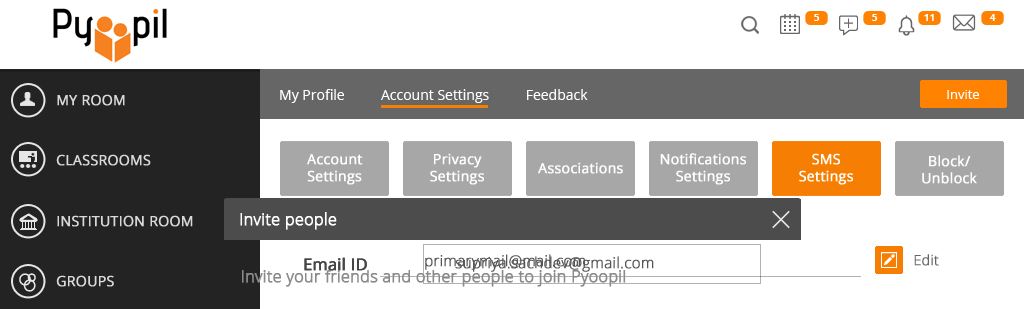 Pyoopil
5
5
11
4
My Profile
Account Settings
Feedback
Invite
MY ROOM
CLASSROOMS
INSTITUTION ROOM
GROUPS
Account
Settings
Privacy
Settings
Associations
Notifications
Settings
SMS
Settings
Block/
Unblock
Invite people
Email ID
primarymail@mail.com
supriya.sachdev@gmail.com
Edit
Invite your friends and other people to join Pyoopil